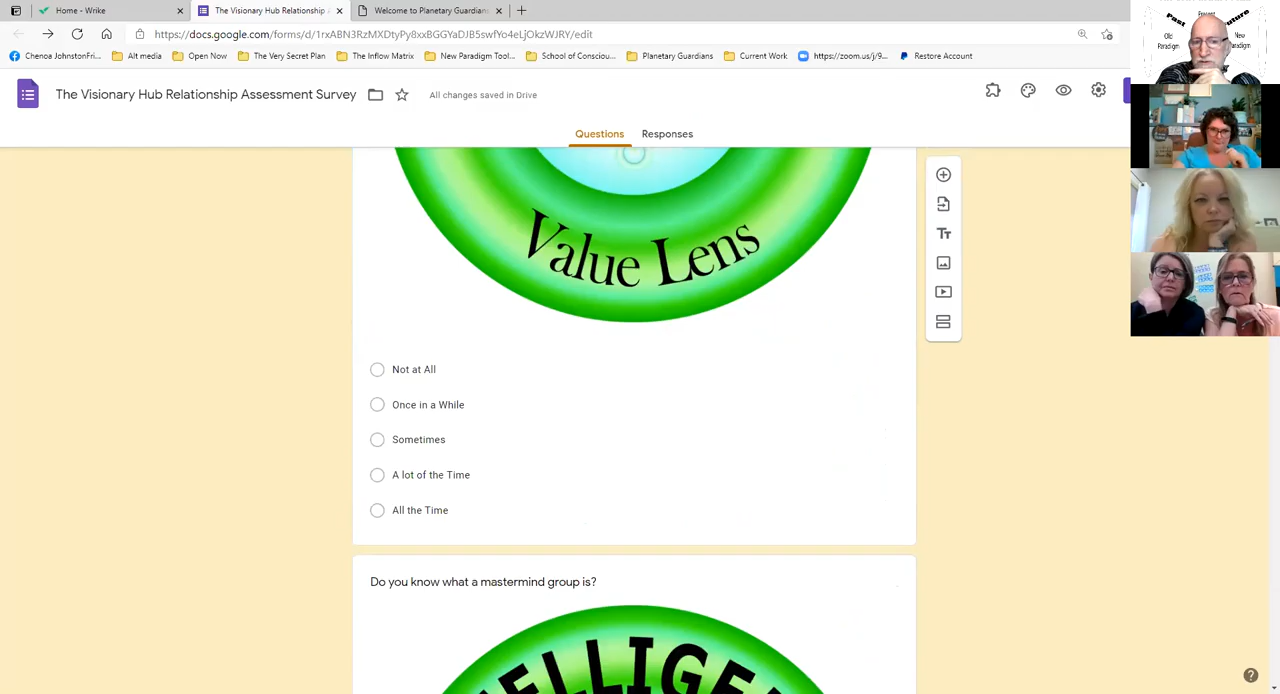 Home - Wrike
The Visionary Hub Relationship A
Welcome to Planetary Guardian
https://docs.google.com/forms/d/1rxABN3RzMXDtyPy8xxBGGYaDJB5swfYo4eLjOkzWJRY/edit
Chenoa JohnstonFri...
Alt media
Open Now
The Very Secret Plan
The Inflow Matrix
New Paradigm Tool...
School of Consciou...
Planetary Guardians
Current Work
https://zoom.us/j/9...
Restore Account
Past
Present
Future
Old
Paradigm
New
Paradigm
The Visionary Hub Relationship Assessment Survey
All changes saved in Drive
Questions
Responses
Value Lens
Not at All
Once in a While
Sometimes
A lot of the Time
All the Time
Do you know what a mastermind group is?